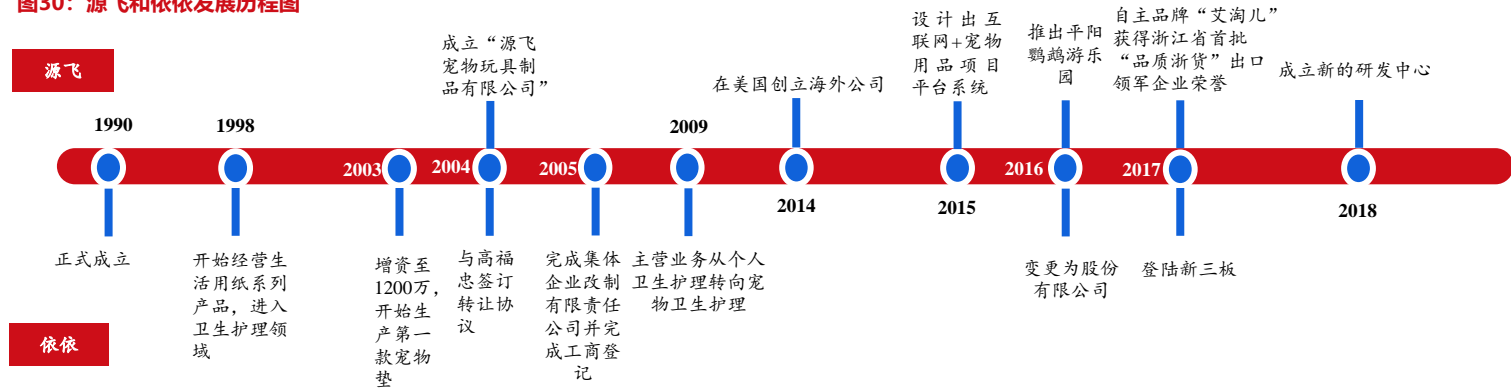 图30：源飞和依依发展历程图
源飞
成立“源飞
宠物玩具制
品有限公司”
在美国创立海外公司
设计出互
联网+宠物
用品项目
平台系统
推出平阳
鹦鹉游乐
园
自主品牌“艾淘儿”
获得浙江省首批
“品质浙货”出口
领军企业荣誉
成立新的研发中心
1990
1998
2003
2004
2005
2009
2014
2015
2016
2017
2018
正式成立
开始经营生
活用纸系列
产品，进入
卫生护理领
域
增资至
1200万，
开始生
产第一
款宠物
垫
与高福
忠签订
转让协
议
完成集体
企业改制
有限责任
公司并完
成工商登
记
主营业务从个人
卫生护理转向宠
物卫生护理
变更为股份
有限公司
登陆新三板
依依